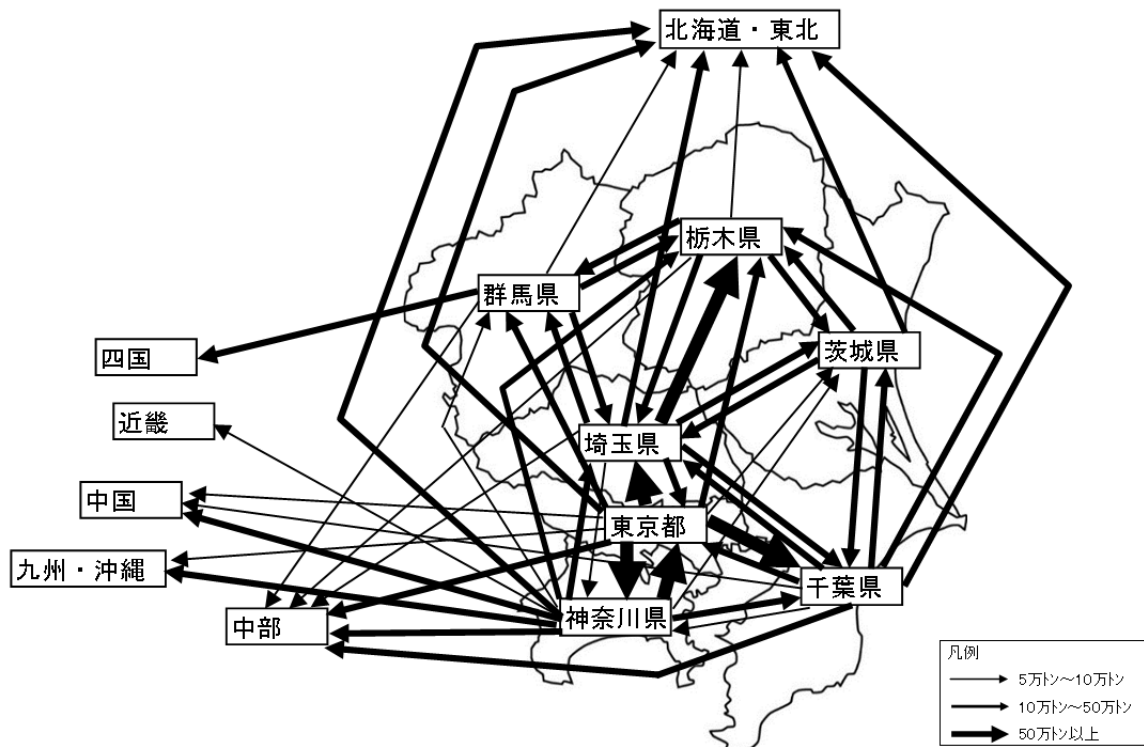 北海道・東北
栃木県
群馬県
四国
茨城県
近畿
埼玉県
中国
東京都
九州・沖縄
千葉県
中部
神奈川県
凡例
5万トン～10万トン
10万トン～50万トン
50万トン以上